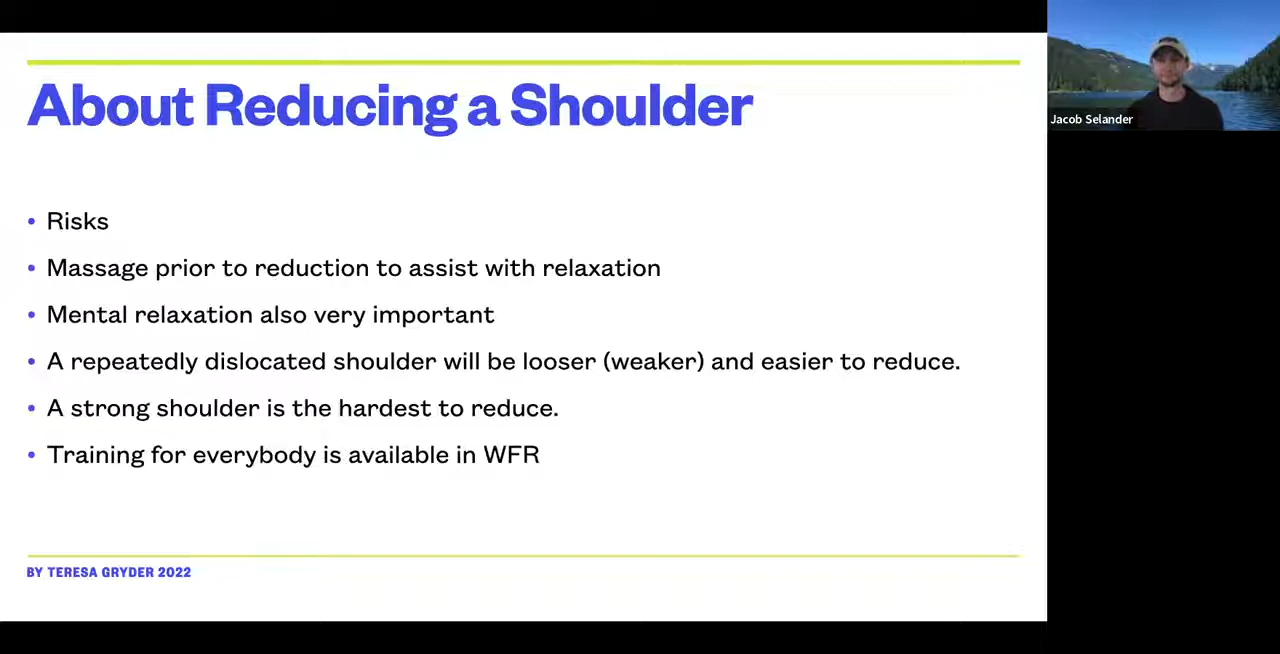 About Reducing a Shoulder
• Risks
• Massage prior to reduction to assist with relaxation
• Mental relaxation also very important
• A repeatedly dislocated shoulder will be looser (weaker) and easier to reduce.
• A strong shoulder is the hardest to reduce.
• Training for everybody is available in WFR
BY TERESA GRYDER 2022
Jacob Selander